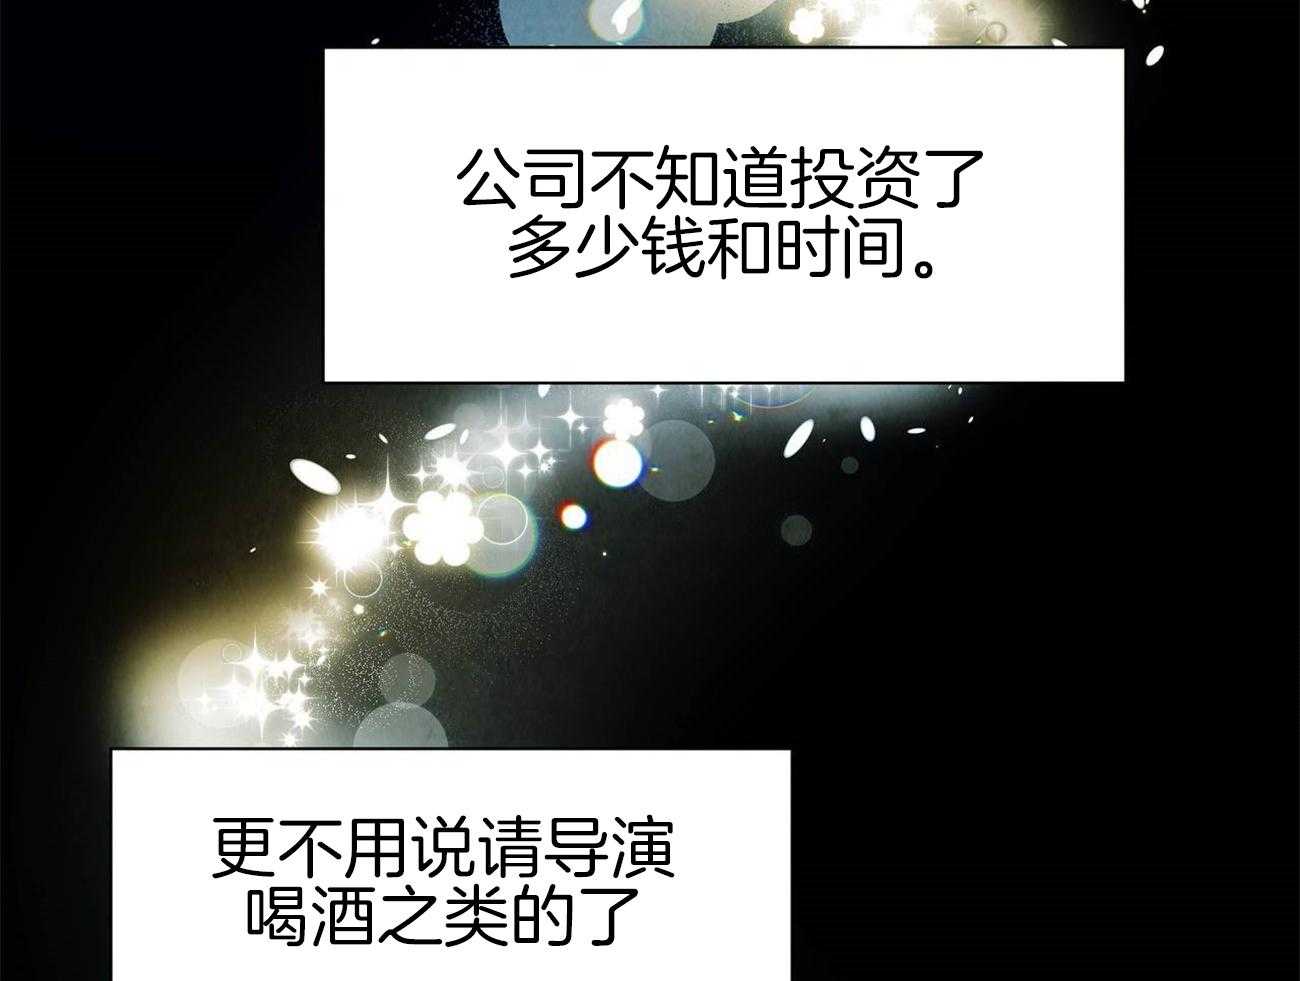 公司不知道投资了
多少钱和时间。
更不用说请导演
喝酒之类的了